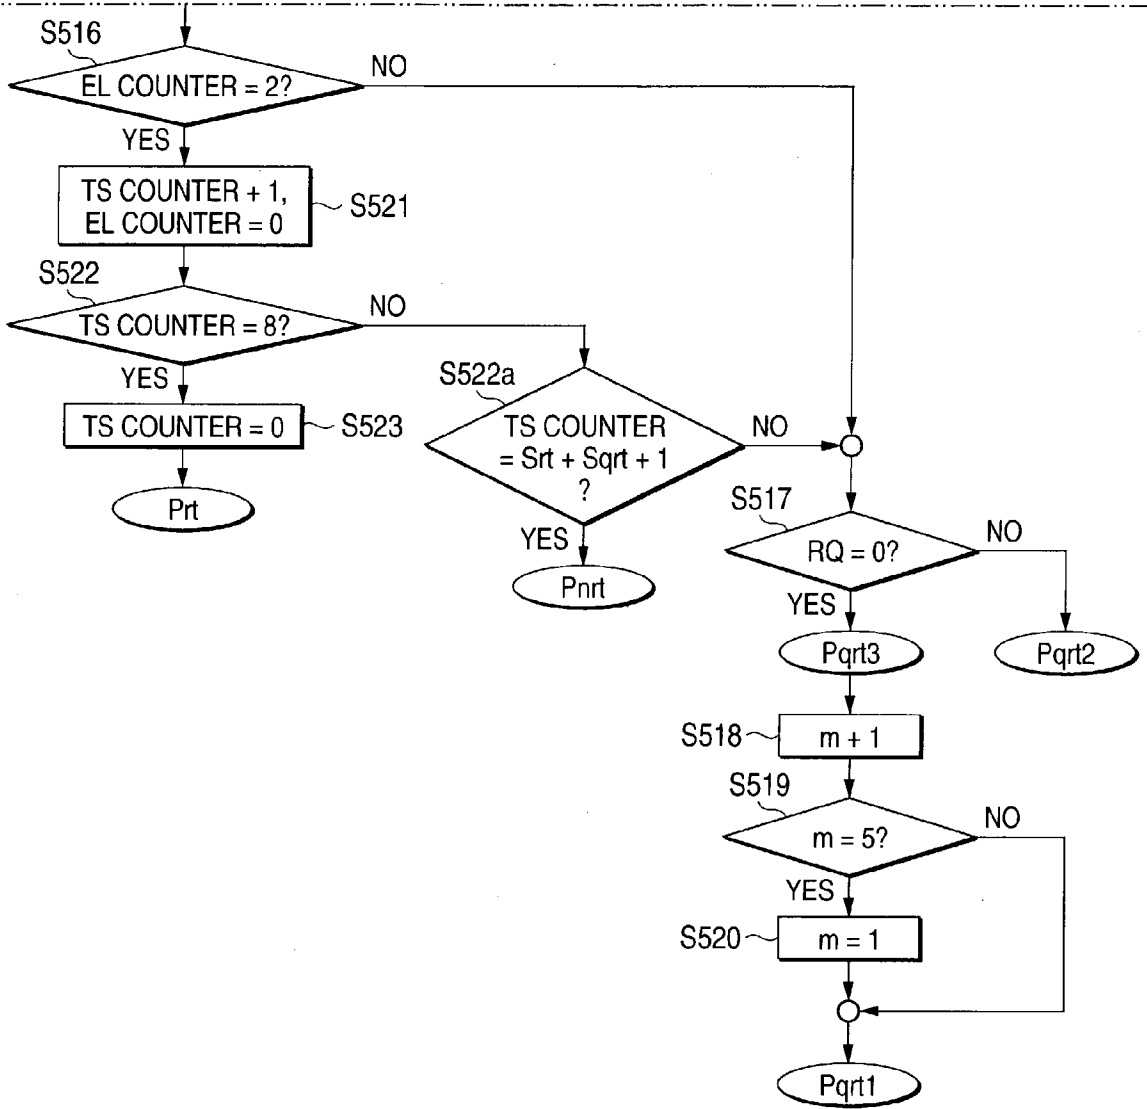 S516
EL COUNTER = 2?
NO
YES
TS COUNTER + 1,
EL COUNTER = 0
S521
S522
TS COUNTER = 8?
NO
YES
TS COUNTER = 0
S523
Prt
S522a
TS COUNTER
= Srt + Sqrt + 1
?
NO
YES
Pnrt
S517
RQ = 0?
NO
YES
Pqrt3
Pqrt2
S518
m + 1
S519
m = 5?
NO
YES
S520
m = 1
Pqrt1